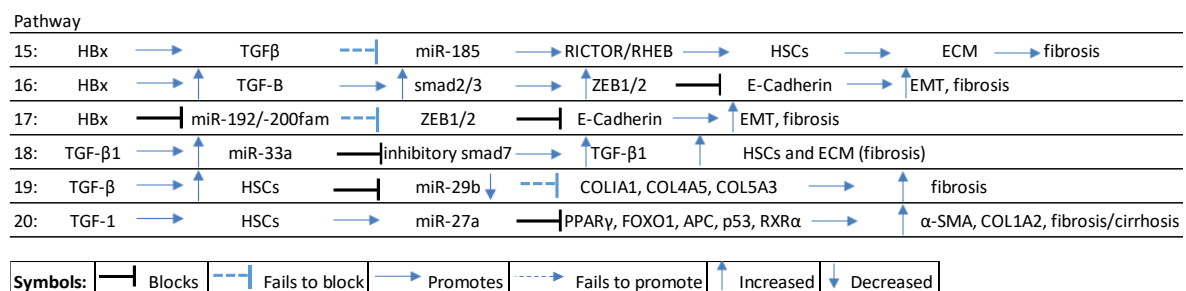 Pathway
15: HBx TGFβ miR-185 RICTOR/RHEB HSCs ECM fibrosis
16: HBx TGF-B smad2/3 ZEB1/2 E-Cadherin EMT, fibrosis
17: HBx miR-192/-200fam ZEB1/2 E-Cadherin EMT, fibrosis
18: TGF-β1 miR-33a inhibitory smad7 TGF-β1 HSCs and ECM (fibrosis)
19: TGF-β HSCs miR-29b COLIA1, COL4A5, COL5A3 fibrosis
20: TGF-1 HSCs miR-27a PPARγ, FOXO1, APC, p53, RXRα α-SMA, COL1A2, fibrosis/cirrhosis
Symbols: Blocks Fails to block Promotes Fails to promote Increased Decreased